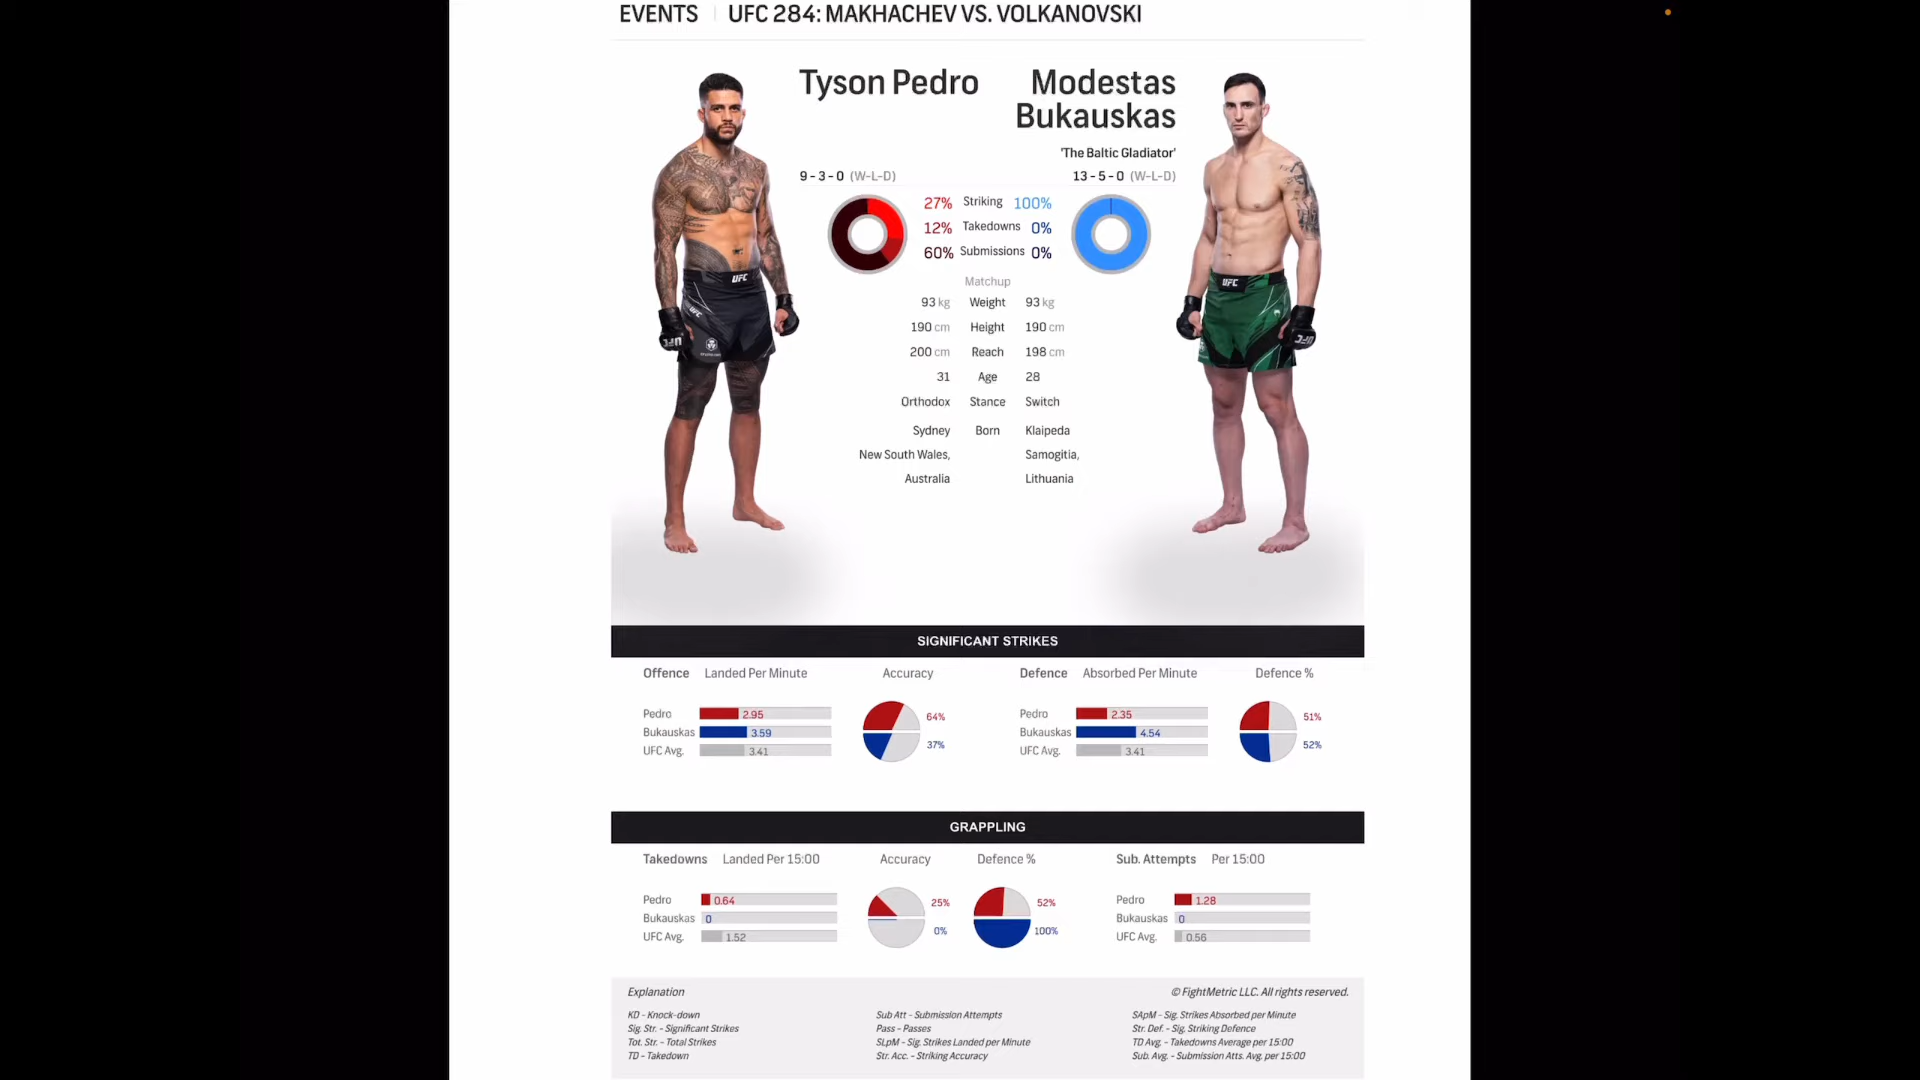 EVENTS | UFC 284: MAKHACHEV VS. VOLKANOVSKI
Tyson Pedro
Modestas
Bukauskas
'The Baltic Gladiator'
9 - 3 - 0 (W-L-D)
13 - 5 - 0 (W-L-D)
27% Striking 100%
12% Takedowns 0%
60% Submissions 0%
Matchup
93 kg Weight 93 kg
190 cm Height 190 cm
200 cm Reach 198 cm
31 Age 28
Orthodox Stance Switch
Sydney Born Klaipeda
New South Wales, Samogitia,
Australia Lithuania
UFC
UFC
UFC
UFC
UFC
SIGNIFICANT STRIKES
Offence Landed Per Minute Accuracy Defence Absorbed Per Minute Defence %
Pedro 2.95 64% Pedro 2.35 51%
Bukauskas 3.59 37% Bukauskas 4.54 52%
UFC Avg. 3.41 UFC Avg. 3.41
GRAPPLING
Takedowns Landed Per 15:00 Accuracy Defence % Sub. Attempts Per 15:00
Pedro 0.64 25% 52% Pedro 1.28
Bukauskas 0 0% 100% Bukauskas 0
UFC Avg. 1.52 UFC Avg. 0.56
Explanation © FightMetric LLC. All rights reserved.
KD - Knock-down Sub Att - Submission Attempts SApM - Sig. Strikes Absorbed per Minute
Sig. Str. - Significant Strikes Pass - Passes Str. Def. - Sig. Striking Defence
Tot. Str. - Total Strikes SLpM - Sig. Strikes Landed per Minute TD Avg. - Takedowns Average per 15:00
TD - Takedown Str. Acc. - Striking Accuracy Sub. Avg. - Submission Atts. Avg. per 15:00